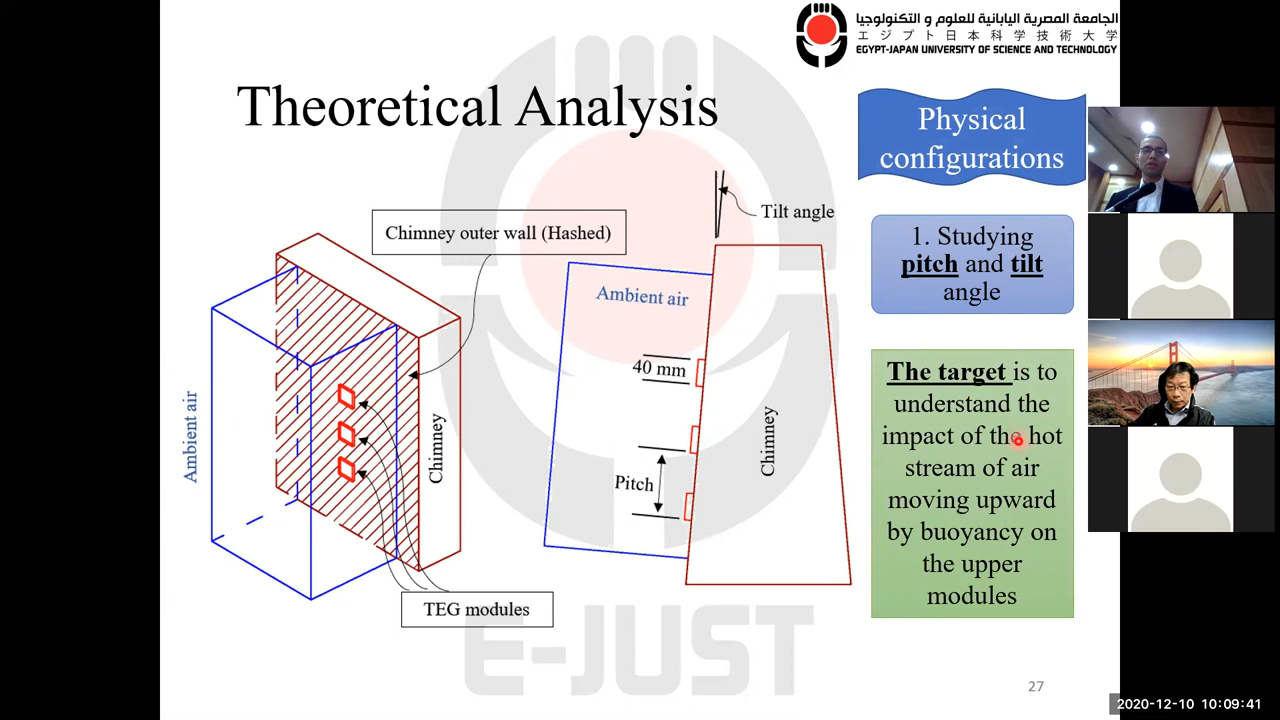 الجامعة المصرية اليابانية للعلوم و التكنولوجيا
エジプト日本科学技術大学
EGYPT-JAPAN UNIVERSITY OF SCIENCE AND TECHNOLOGY
Theoretical Analysis
Physical
configurations
Tilt angle
Chimney outer wall (Hashed)
Ambient air
40 mm
Pitch
Chimney
Ambient air
Chimney
TEG modules
1. Studying
pitch and tilt
angle
The target is to
understand the
impact of the hot
stream of air
moving upward
by buoyancy on
the upper
modules
E-JUST
27
2020-12-10 10:09:41